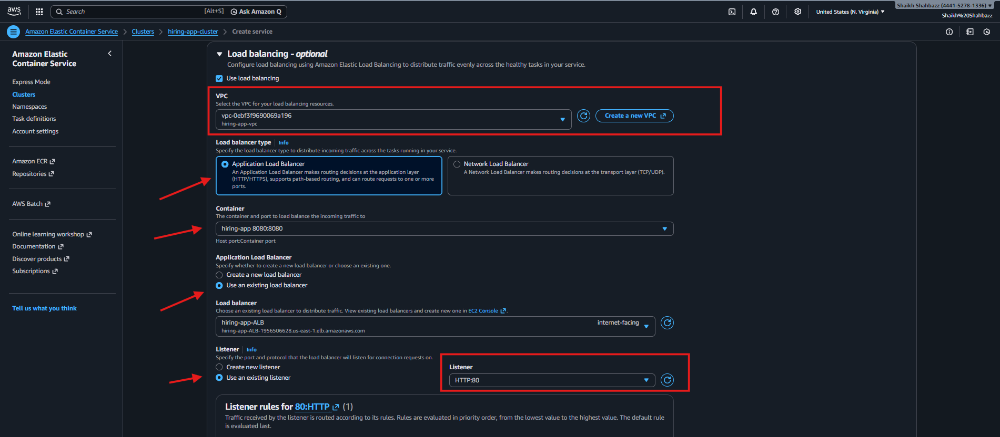 aws
Search
[Alt+S]
Ask Amazon Q
United States (N. Virginia)
Shaikh Shahbazz (4441-5278-1336)
Shaikh%20Shahbazz
Amazon Elastic Container Service
Clusters
hiring-app-cluster
Create service
Amazon Elastic
Container Service
Express Mode
Clusters
Namespaces
Task definitions
Account settings
Amazon ECR
Repositories
AWS Batch
Online learning workshop
Documentation
Discover products
Subscriptions
Tell us what you think
Load balancing - optional
Configure load balancing using Amazon Elastic Load Balancing to distribute traffic evenly across the healthy tasks in your service.
Use load balancing
VPC
Select the VPC for your load balancing resources.
vpc-0ebf3f9690069a196
hiring-app-vpc
Create a new VPC
Load balancer type
Info
Specify the load balancer type to distribute incoming traffic across the tasks running in your service.
Application Load Balancer
An Application Load Balancer makes routing decisions at the application layer
(HTTP/HTTPS), supports path-based routing, and can route requests to one or more
ports.
Network Load Balancer
A Network Load Balancer makes routing decisions at the transport layer (TCP/UDP).
Container
The container and port to load balance the incoming traffic to
hiring-app 8080:8080
Host port:Container port
Application Load Balancer
Specify whether to create a new load balancer or choose an existing one.
Create a new load balancer
Use an existing load balancer
Load balancer
Choose an existing load balancer to distribute traffic. View existing load balancers and create new one in EC2 Console.
hiring-app-ALB
hiring-app-ALB-1956506628.us-east-1.elb.amazonaws.com
internet-facing
Listener
Info
Specify the port and protocol that the load balancer will listen for connection requests on.
Create new listener
Use an existing listener
Listener
HTTP:80
Listener rules for 80:HTTP (1)
Traffic received by the listener is routed according to its rules. Rules are evaluated in priority order, from the lowest value to the highest value. The default rule
is evaluated last.